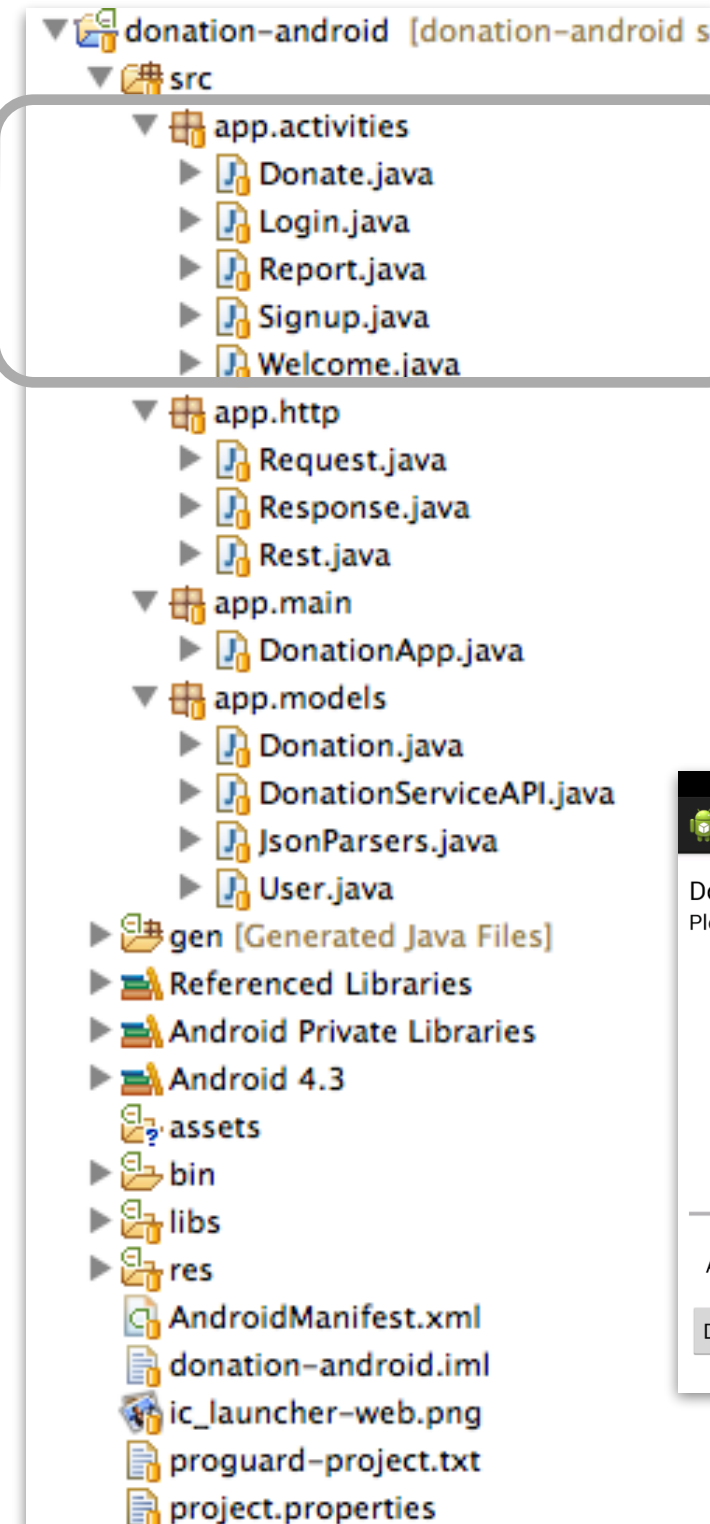 donation-android [donation-android s
src
app.activities
Donate.java
Login.java
Report.java
Signup.java
Welcome.java
app.http
Request.java
Response.java
Rest.java
app.main
DonationApp.java
app.models
Donation.java
DonationServiceAPI.java
JsonParsers.java
User.java
gen [Generated Java Files]
Referenced Libraries
Android Private Libraries
Android 4.3
assets
bin
libs
res
AndroidManifest.xml
donation-android.iml
ic_launcher-web.png
proguard-project.txt
project.properties